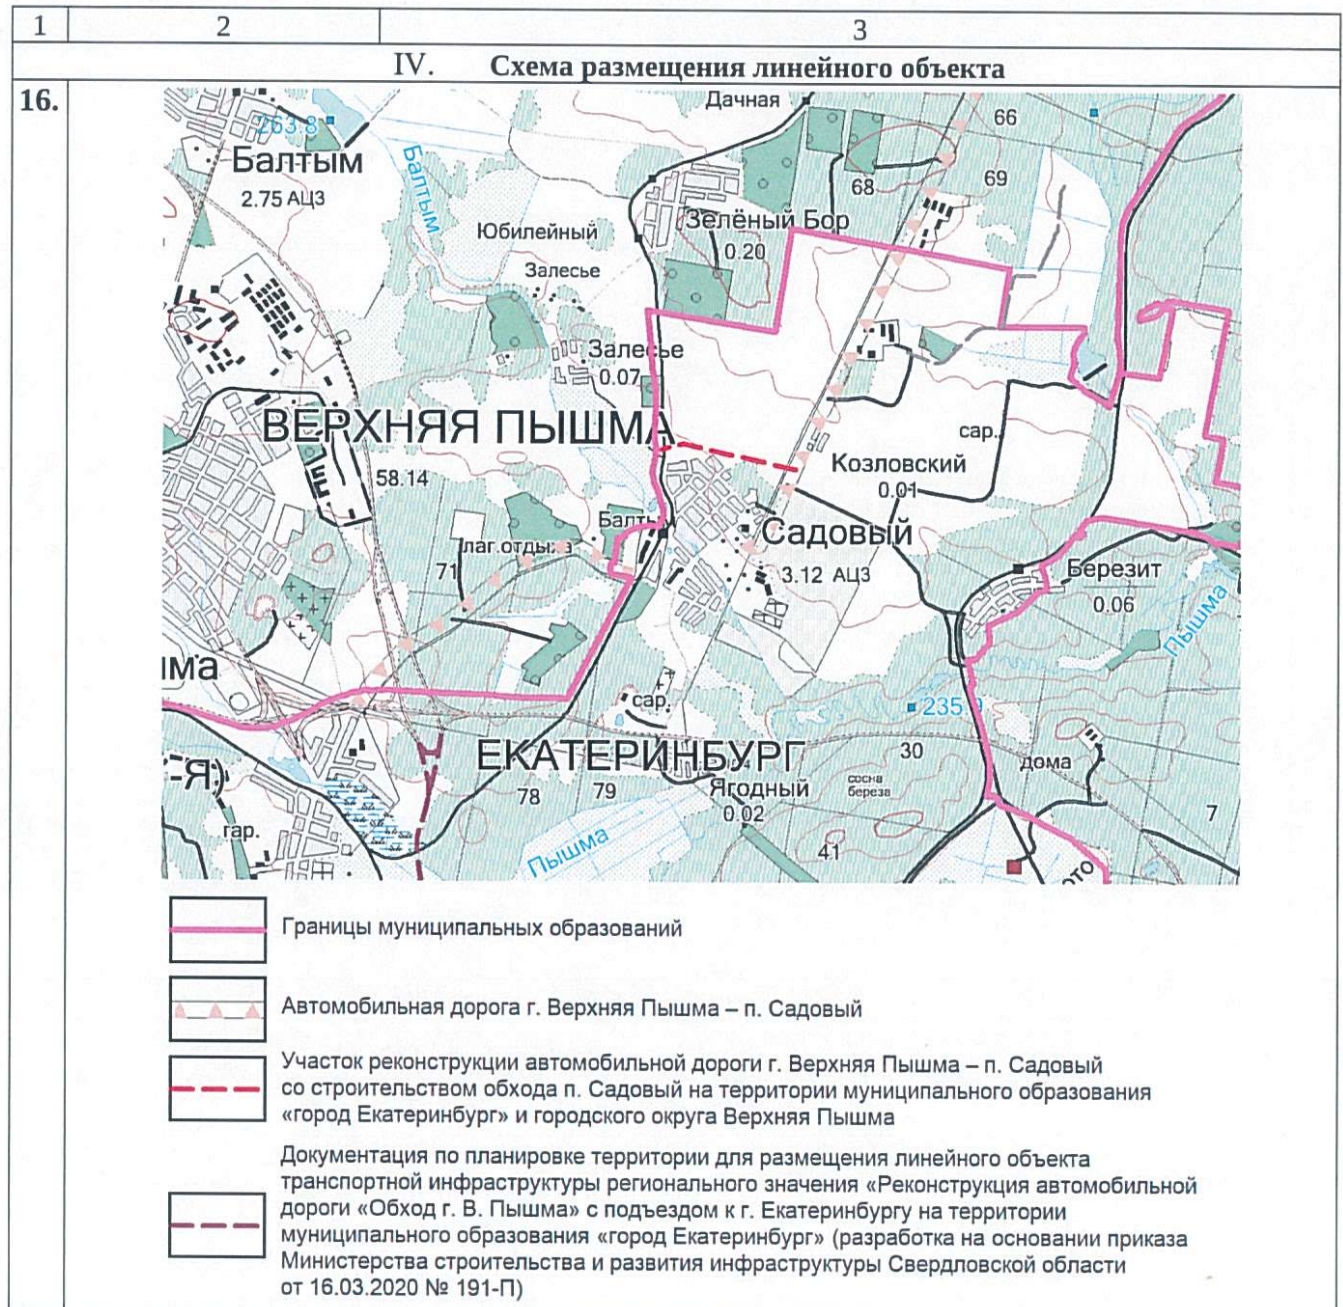 1 2 3
IV. Схема размещения линейного объекта
16.
Дачная
66
263.8
Балтым
2.75 АЦЗ
Балтым
68
69
Зелёный Бор
0.20
Юбилейный
Залесье
Залесье
0.07
ВЕРХНЯЯ ПЫШМА
58.14
сар.
Козловский
0.01
Садовый
3.12 АЦЗ
лаг.отдыха
71
Березит
0.06
Пышма
сар.
ЕКАТЕРИНБУРГ
30
дома
78
79
Ягодный
0.02
сосна
береза
7
гар.
Пышма
41
Границы муниципальных образований
Автомобильная дорога г. Верхняя Пышма – п. Садовый
Участок реконструкции автомобильной дороги г. Верхняя Пышма – п. Садовый
со строительством обхода п. Садовый на территории муниципального образования
«город Екатеринбург» и городского округа Верхняя Пышма
Документация по планировке территории для размещения линейного объекта
транспортной инфраструктуры регионального значения «Реконструкция автомобильной
дороги «Обход г. В. Пышма» с подъездом к г. Екатеринбургу на территории
муниципального образования «город Екатеринбург» (разработка на основании приказа
Министерства строительства и развития инфраструктуры Свердловской области
от 16.03.2020 № 191-П)